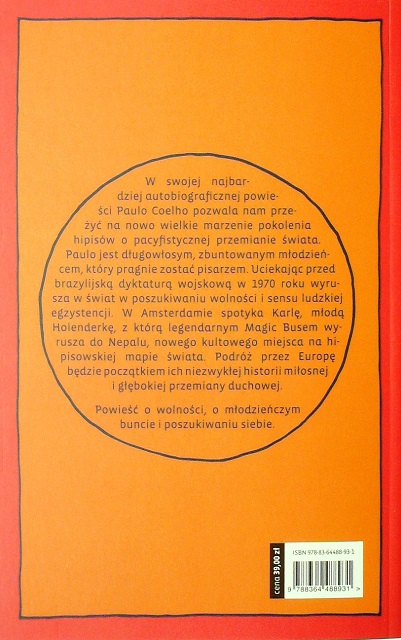 W swojej najbar-
dziej autobiograficznej powie-
ści Paulo Coelho pozwala nam prze-
żyć na nowo wielkie marzenie pokolenia
hipisów o pacyfistycznej przemianie świata.
Paulo jest długowłosym, zbuntowanym młodzień-
cem, który pragnie zostać pisarzem. Uciekając przed
brazylijską dyktaturą wojskową w 1970 roku wyru-
sza w świat w poszukiwaniu wolności i sensu ludzkiej
egzystencji. W Amsterdamie spotyka Karlę, młodą
Holenderkę, z którą legendarnym Magic Busem wy-
rusza do Nepalu, nowego kultowego miejsca na hi-
pisowskiej mapie świata. Podróż przez Europę
będzie początkiem ich niezwykłej historii miłosnej
i głębokiej przemiany duchowej.
Powieść o wolności, o młodzieńczym
buncie i poszukiwaniu siebie.
cena 39,00 zł
ISBN 978-83-64488-93-1
9 788364 488931 >